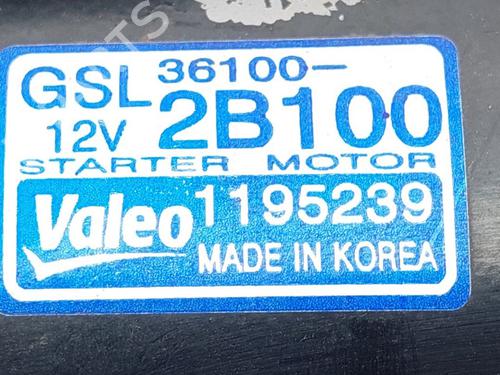 GSL 36100-
12V 2B100
STARTER MOTOR
Valeo 1195239
MADE IN KOREA